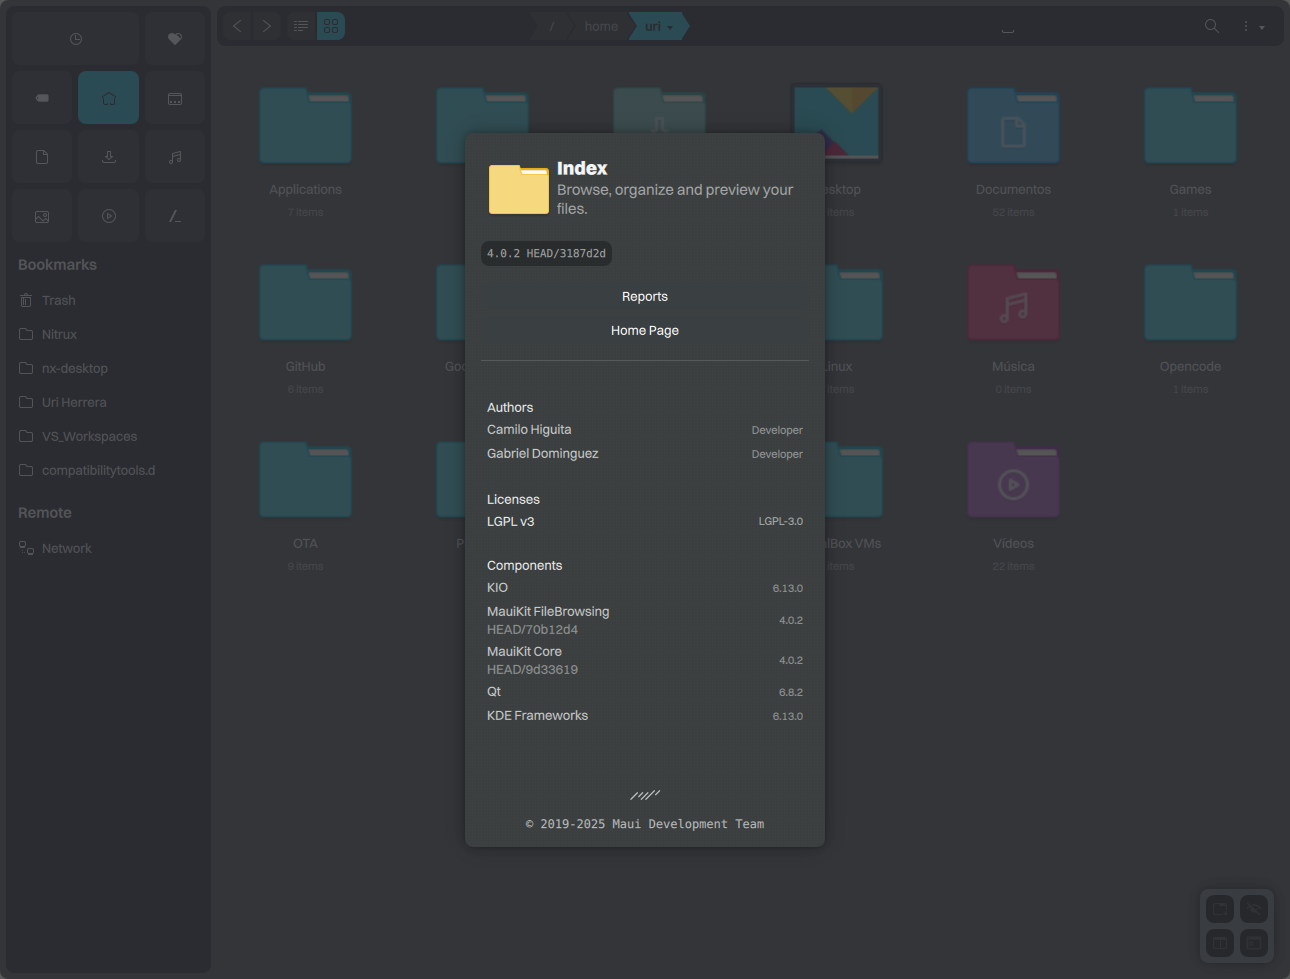 /
home
uri
Bookmarks
Trash
Nitrux
nx-desktop
Uri Herrera
VS_Workspaces
compatibilitytools.d
Remote
Network
Applications
7 items
esktop
items
Documentos
52 items
Games
1 items
GitHub
6 items
Goo
inux
Música
0 items
Opencode
1 items
OTA
9 items
P
alBox VMs
items
Vídeos
22 items
Index
Browse, organize and preview your
files.
4.0.2 HEAD/3187d2d
Reports
Home Page
Authors
Camilo Higuita Developer
Gabriel Dominguez Developer
Licenses
LGPL v3 LGPL-3.0
Components
KIO 6.13.0
MauiKit FileBrowsing
HEAD/70b12d4 4.0.2
MauiKit Core
HEAD/9d33619 4.0.2
Qt 6.8.2
KDE Frameworks 6.13.0
© 2019-2025 Maui Development Team